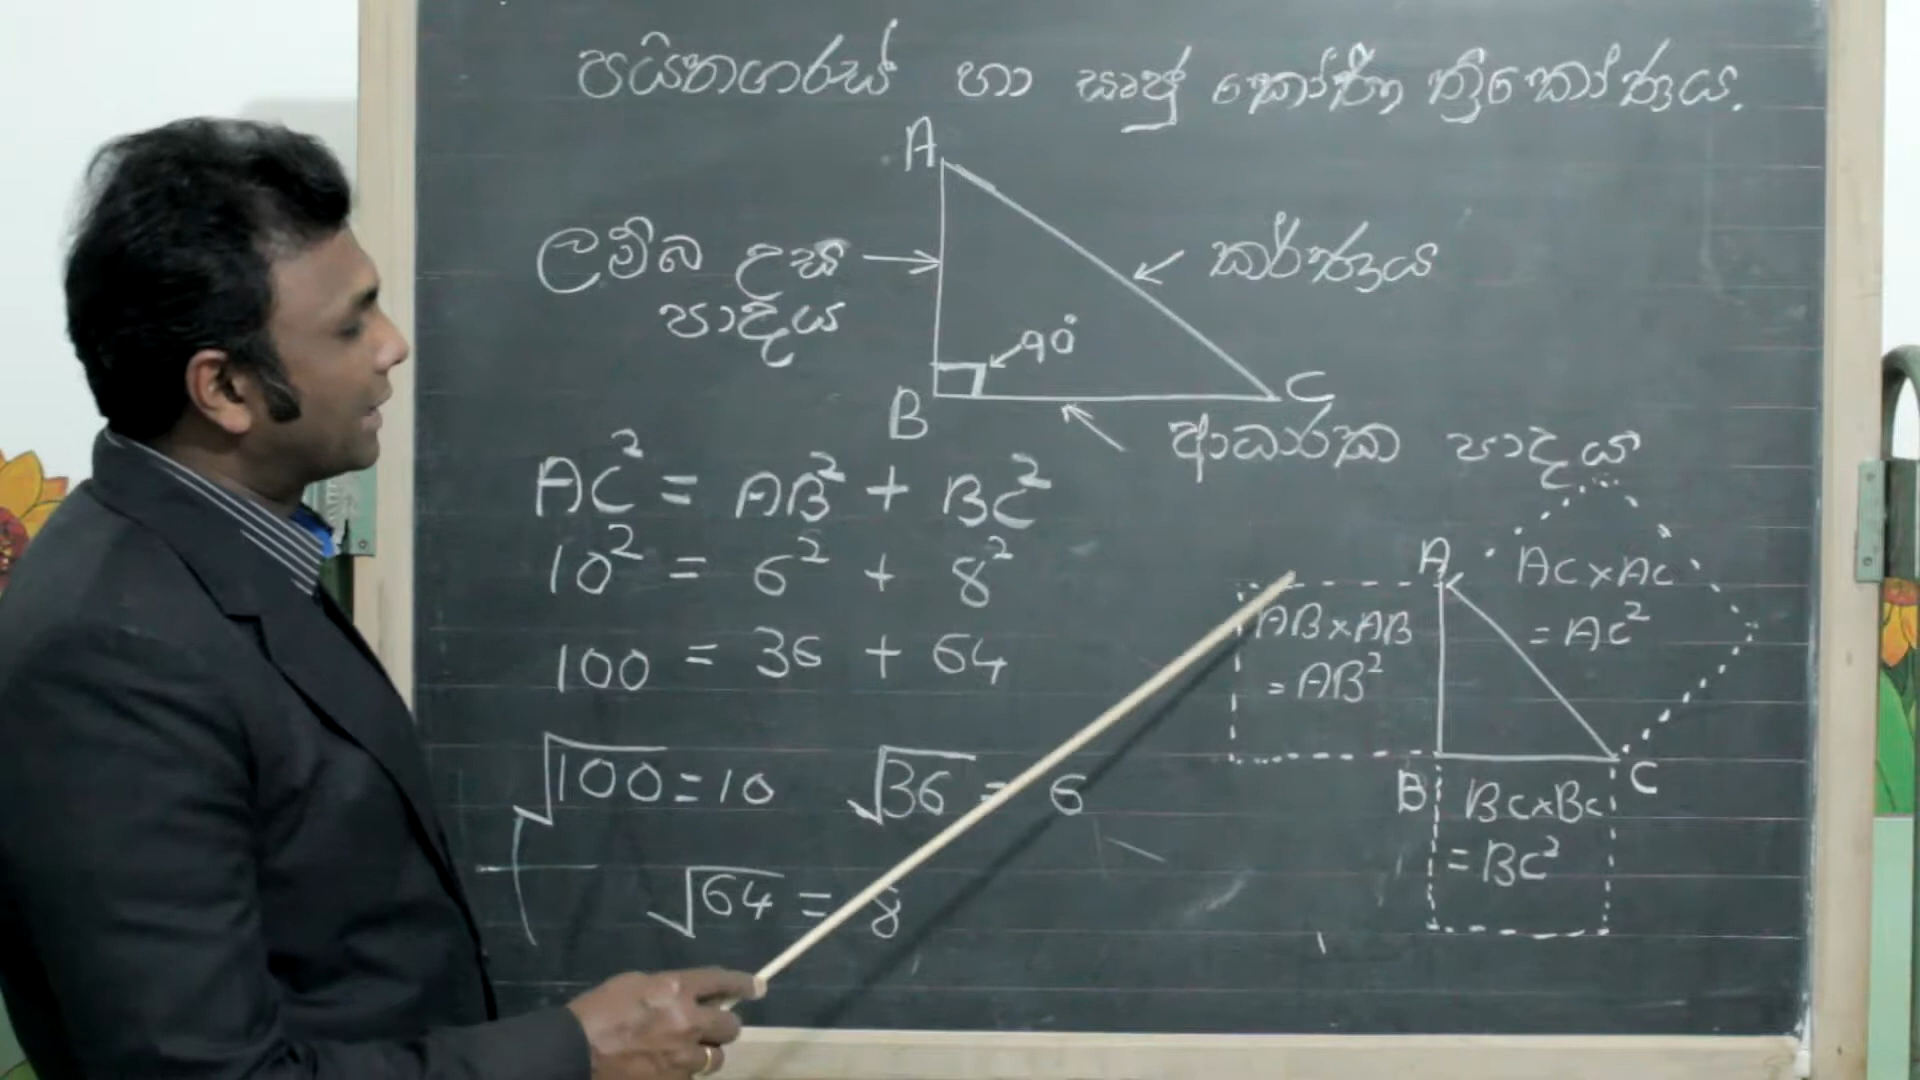 පයිතගරස් හා සෘජු කෝණී ත්‍රිකෝණය.
A
ලම්බ උස
පාදය
කර්ණය
90°
B
C
ආධාරක පාදය
AC² = AB² + BC²
10² = 6² + 8²
100 = 36 + 64
√100 = 10 √36 = 6
√64 = 8
A
AC×AC
= AC²
AB×AB
= AB²
B
C
BC×BC
= BC²